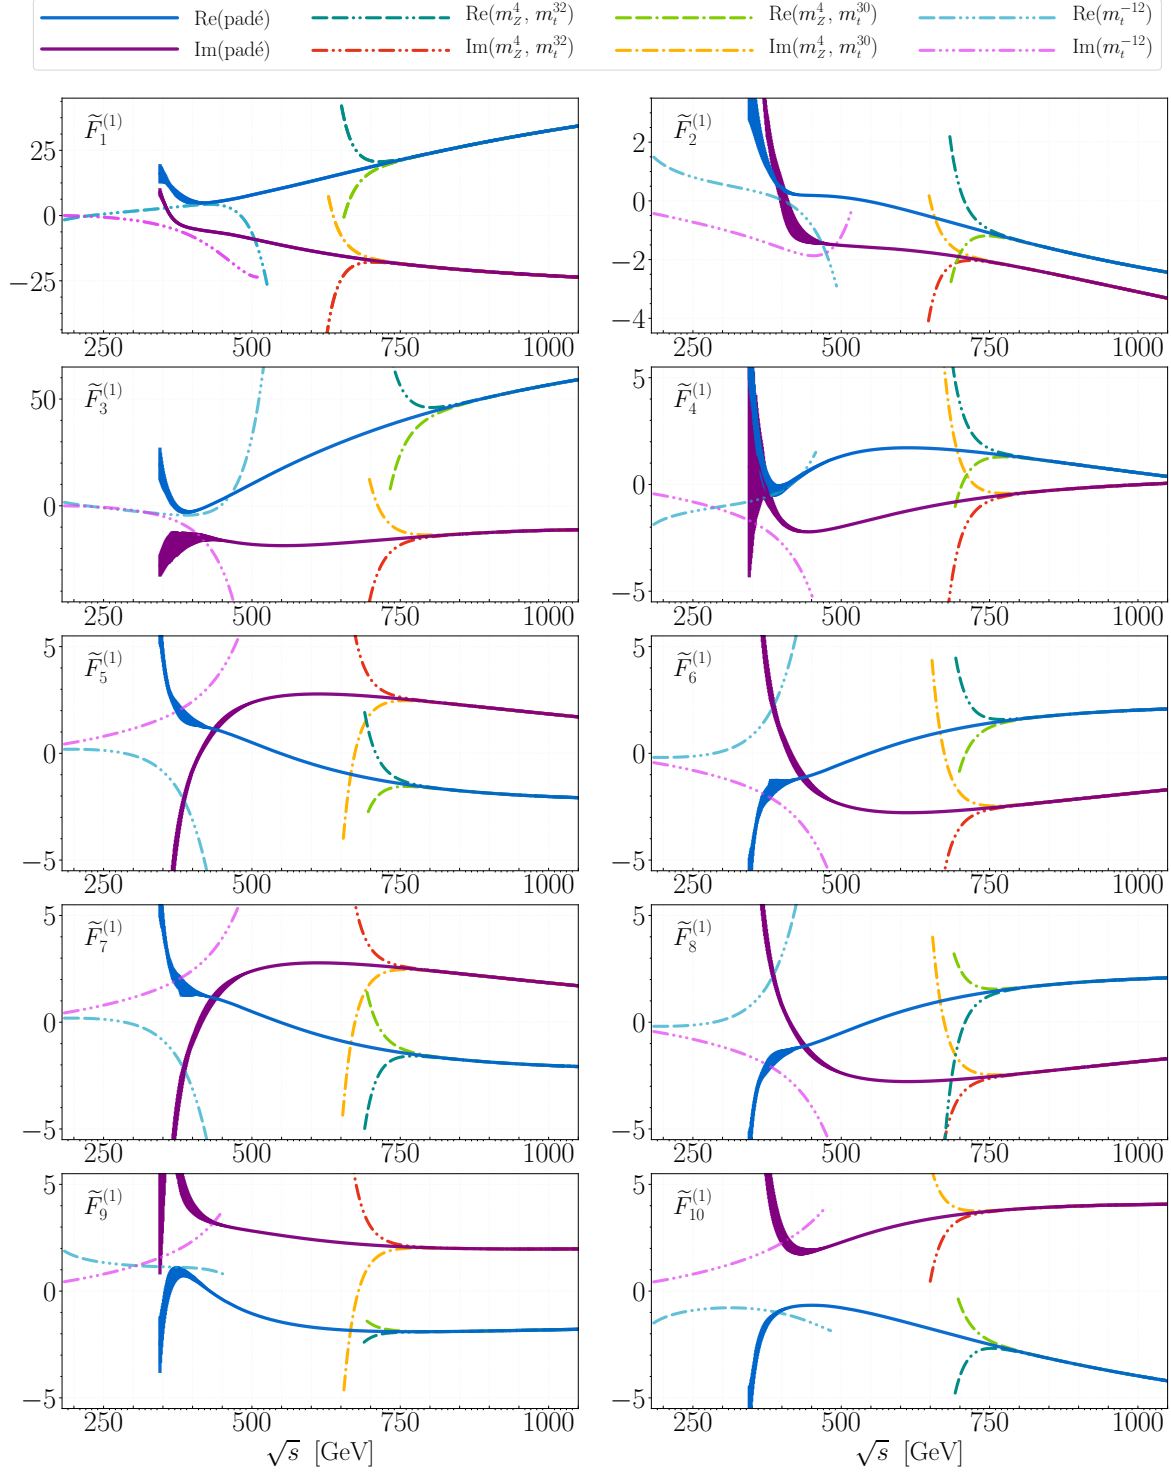 Re(padé) Re(m_Z^4, m_t^32) Re(m_Z^4, m_t^30) Re(m_t^−12)
Im(padé) Im(m_Z^4, m_t^32) Im(m_Z^4, m_t^30) Im(m_t^−12)
F̃_1^(1)
25
0
−25
250 500 750 1000
F̃_2^(1)
2
0
−2
−4
250 500 750 1000
F̃_3^(1)
50
0
250 500 750 1000
F̃_4^(1)
5
0
−5
250 500 750 1000
F̃_5^(1)
5
0
−5
250 500 750 1000
F̃_6^(1)
5
0
−5
250 500 750 1000
F̃_7^(1)
5
0
−5
250 500 750 1000
F̃_8^(1)
5
0
−5
250 500 750 1000
F̃_9^(1)
5
0
−5
250 500 750 1000
√s [GeV]
F̃_10^(1)
5
0
−5
250 500 750 1000
√s [GeV]